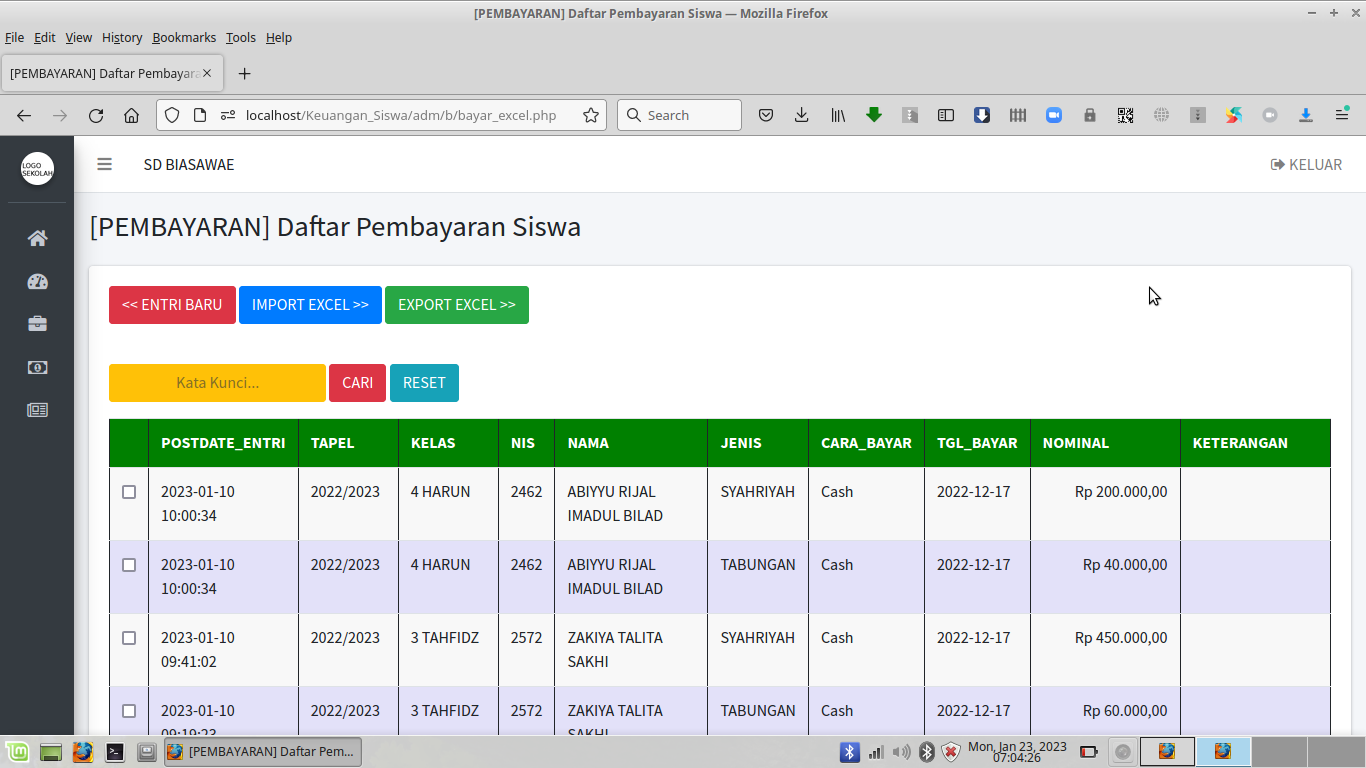 [PEMBAYARAN] Daftar Pembayaran Siswa — Mozilla Firefox
File Edit View History Bookmarks Tools Help
[PEMBAYARAN] Daftar Pembayara
localhost/Keuangan_Siswa/adm/b/bayar_excel.php
Search
LOGO
SEKOLAH
SD BIASAWAE
KELUAR
[PEMBAYARAN] Daftar Pembayaran Siswa
<< ENTRI BARU IMPORT EXCEL >> EXPORT EXCEL >>
Kata Kunci... CARI RESET
POSTDATE_ENTRI TAPEL KELAS NIS NAMA JENIS CARA_BAYAR TGL_BAYAR NOMINAL KETERANGAN
2023-01-10 2022/2023 4 HARUN 2462 ABIYYU RIJAL SYAHRIYAH Cash 2022-12-17 Rp 200.000,00
10:00:34 IMADUL BILAD
2023-01-10 2022/2023 4 HARUN 2462 ABIYYU RIJAL TABUNGAN Cash 2022-12-17 Rp 40.000,00
10:00:34 IMADUL BILAD
2023-01-10 2022/2023 3 TAHFIDZ 2572 ZAKIYA TALITA SYAHRIYAH Cash 2022-12-17 Rp 450.000,00
09:41:02 SAKHI
2023-01-10 2022/2023 3 TAHFIDZ 2572 ZAKIYA TALITA TABUNGAN Cash 2022-12-17 Rp 60.000,00
09:19:23 SAKHI
[PEMBAYARAN] Daftar Pem...
Mon, Jan 23, 2023
07:04:26